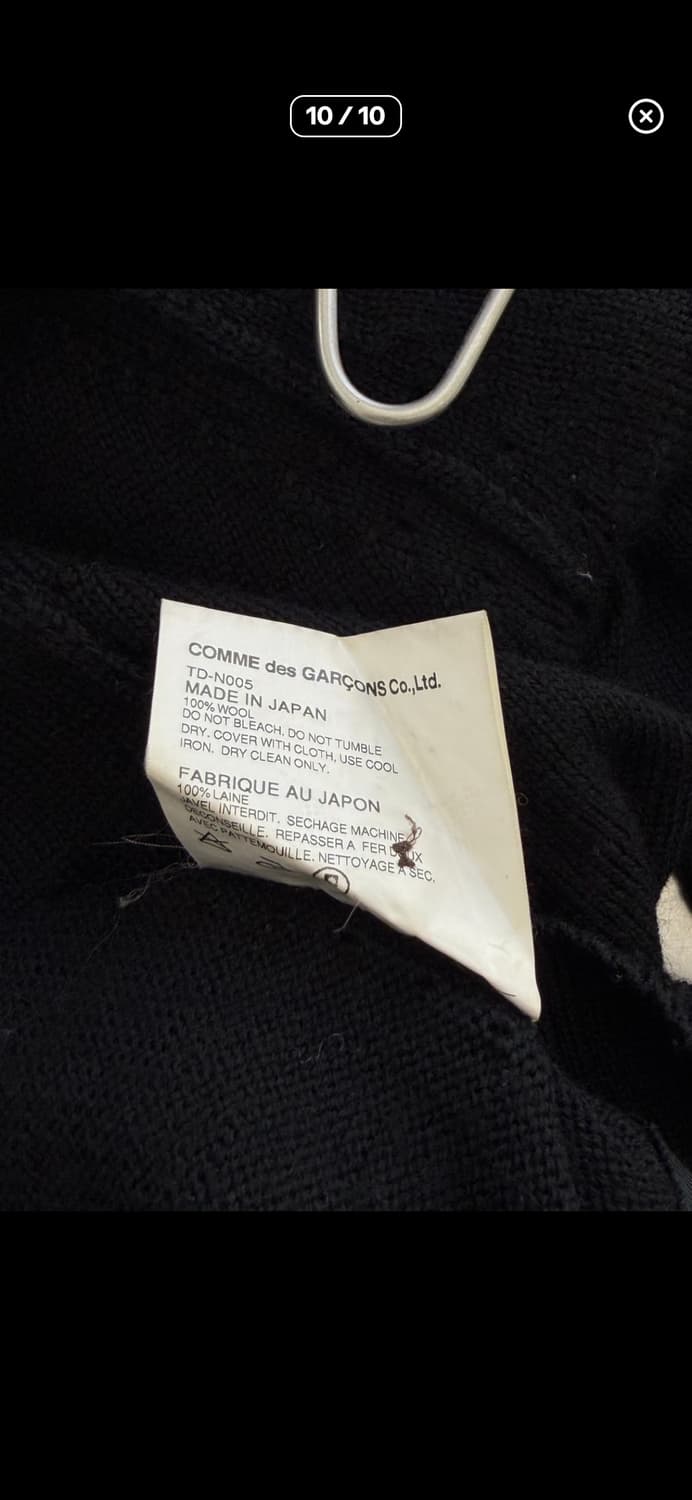 10 / 10
COMME des GARÇONS Co.,Ltd.
TD-N005
MADE IN JAPAN
100% WOOL
DO NOT BLEACH, DO NOT TUMBLE
DRY. COVER WITH CLOTH, USE COOL
IRON. DRY CLEAN ONLY.
FABRIQUE AU JAPON
100% LAINE
JAVEL INTERDIT. SECHAGE MACHINE
DECONSEILLE. REPASSER A FER
AVEC PATTEMOUILLE. NETTOYAGE A SEC.